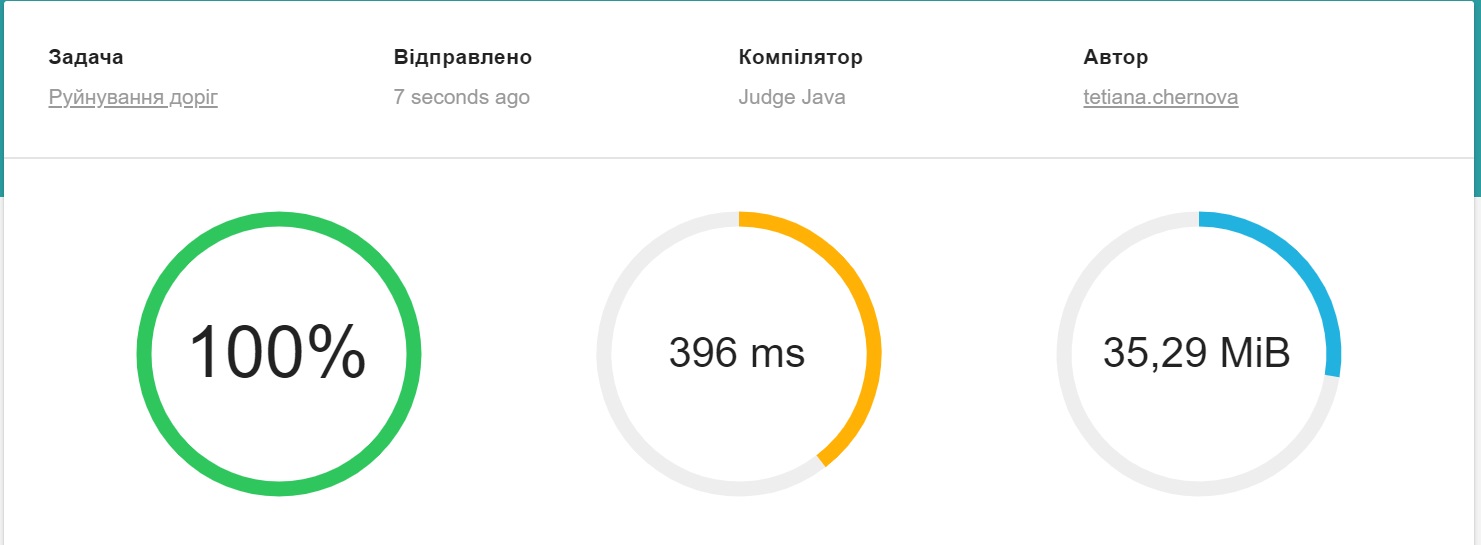 Задача Відправлено Компілятор Автор
Руйнування доріг 7 seconds ago Judge Java tetiana.chernova
100% 396 ms 35,29 MiB